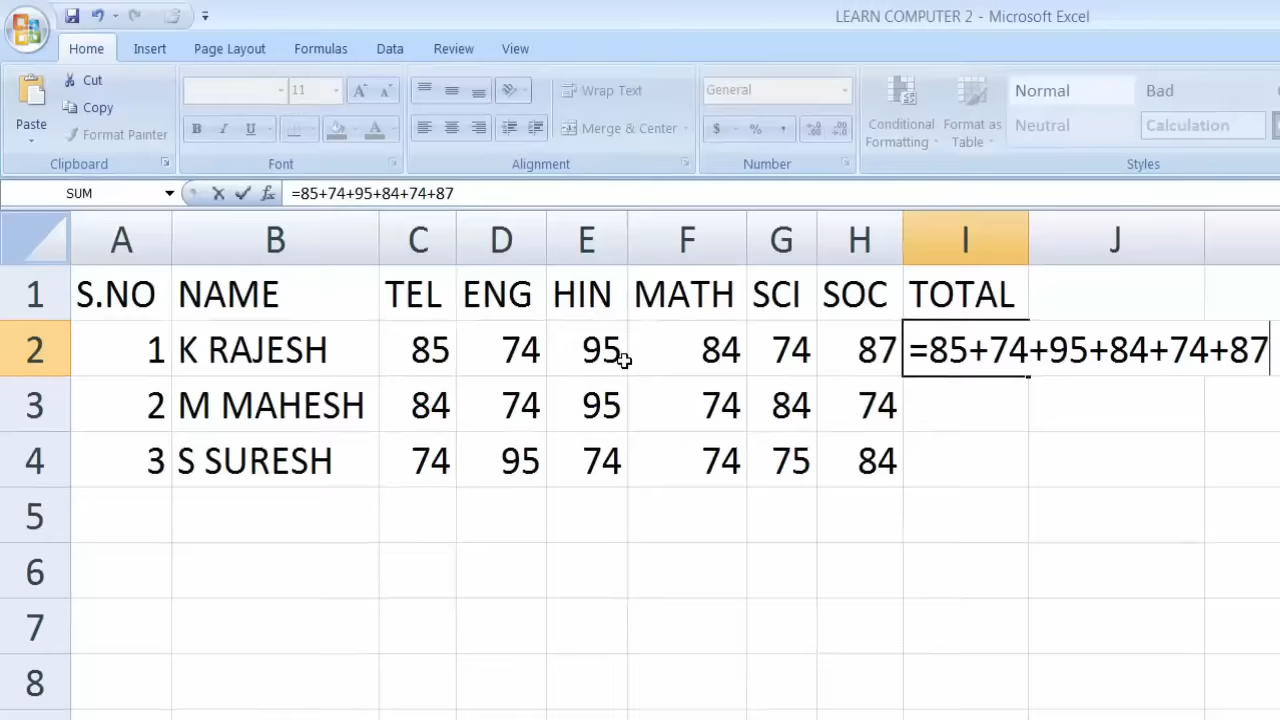 LEARN COMPUTER 2 - Microsoft Excel
Home Insert Page Layout Formulas Data Review View
Cut
Copy
Format Painter
Paste
11
Wrap Text
Merge & Center
General
$ % ,
Conditional Formatting
Format as Table
Normal Bad
Neutral Calculation
Clipboard Font Alignment Number Styles
SUM =85+74+95+84+74+87
A B C D E F G H I J
1 S.NO NAME TEL ENG HIN MATH SCI SOC TOTAL
2 1 K RAJESH 85 74 95 84 74 87 =85+74+95+84+74+87
3 2 M MAHESH 84 74 95 74 84 74
4 3 S SURESH 74 95 74 74 75 84
5
6
7
8